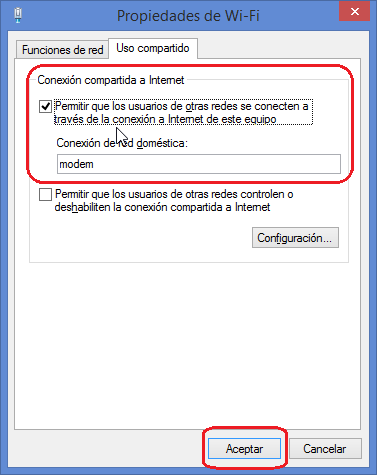 Propiedades de Wi-Fi
Funciones de red
Uso compartido
Conexión compartida a Internet
Permitir que los usuarios de otras redes se conecten a
través de la conexión a Internet de este equipo
Conexión de red doméstica:
modem
Permitir que los usuarios de otras redes controlen o
deshabiliten la conexión compartida a Internet
Configuración...
Aceptar
Cancelar